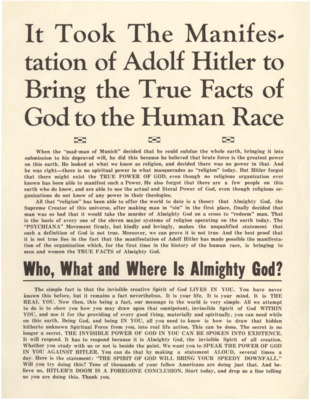 It Took The Manifes-
tation of Adolf Hitler to
Bring the True Facts of
God to the Human Race
When the "mad-man of Munich" decided that he could subdue the whole earth, bringing it into
submission to his depraved will, he did this because he believed that brute force is the greatest power
on this earth. He looked at what we know as religion, and decided there was no power in that. And
he was right—there is no spiritual power in what masquerades as "religion" today. But Hitler forgot
that there might exist the TRUE POWER OF GOD, even though no religious organization ever
known has been able to manifest such a Power. He also forgot that there are a few people on this
earth who do know, and are able to use the actual and literal Power of God, even though religious or-
ganizations do not know of any power in their theologies.
All that "religion" has been able to offer the world to date is a theory that Almighty God, the
Supreme Creator of this universe, after making man in "sin" in the first place, finally decided that
man was so bad that it would take the murder of Almighty God on a cross to "redeem" man. That
is the basis of every one of the eleven major systems of religion operating on the earth today. The
"PSYCHIANA" Movement firmly, but kindly and lovingly, makes the unqualified statement that
such a definition of God is not true. Moreover, we can prove it is not true. And the best proof that
it is not true lies in the fact that the manifestation of Adolf Hitler has made possible the manifesta-
tion of the organization which, for the first time in the history of the human race, is bringing to
men and women the TRUE FACTS of Almighty God.
Who, What and Where Is Almighty God?
The simple fact is that the invisible creative Spirit of God LIVES IN YOU. You have never
known this before, but it remains a fact nevertheless. It is your life. It is your mind. It is THE
REAL YOU. Now then, this being a fact, our message to the world is very simple. All we attempt
to do is to show you how you may draw upon that omnipotent, invisible Spirit of God WITHIN
YOU, and use it for the providing of every good thing, materially and spiritually, you can need while
on this earth. Being God, and being IN YOU, all you need to know is how to draw that hidden
hitherto unknown Spiritual Force from you, into real life action. This can be done. The secret is no
longer a secret. THE INVISIBLE POWER OF GOD IN YOU CAN BE SPOKEN INTO EXISTENCE.
It will respond. It has to respond because it is Almighty God, the invisible Spirit of all creation.
Whether you study with us or not is beside the point. We want you to SPEAK THE POWER OF GOD
IN YOU AGAINST HITLER. You can do that by making a statement ALOUD, several times a
day. Here is the statement: "THE SPIRIT OF GOD WILL BRING YOUR SPEEDY DOWNFALL."
Will you try doing this? Tens of thousands of your fellow Americans are doing just that. And be-
lieve us, HITLER'S DOOM IS A FOREGONE CONCLUSION. Start today, and drop us a line telling
us you are doing this. Thank you.